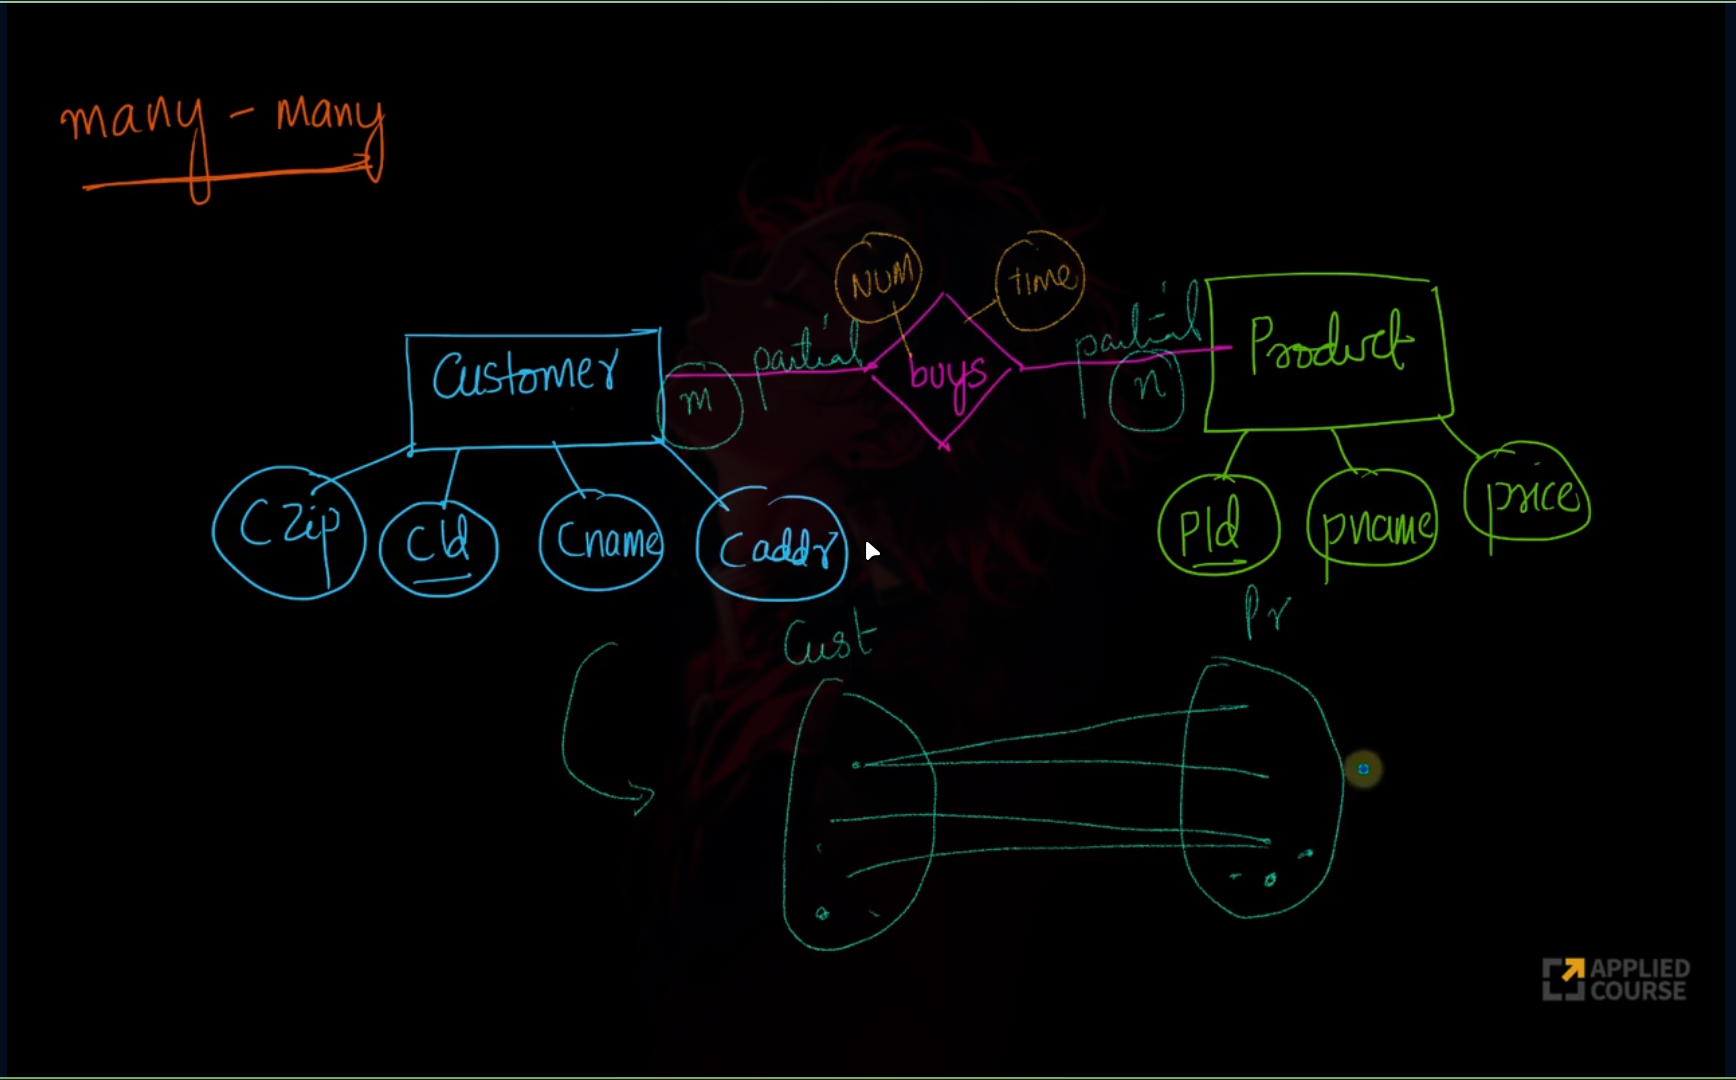 many - many
NUM
time
partial
partial
Customer
m
buys
n
Product
Czip
CId
Cname
Caddr
PId
pname
price
Cust
Pr
APPLIED
COURSE